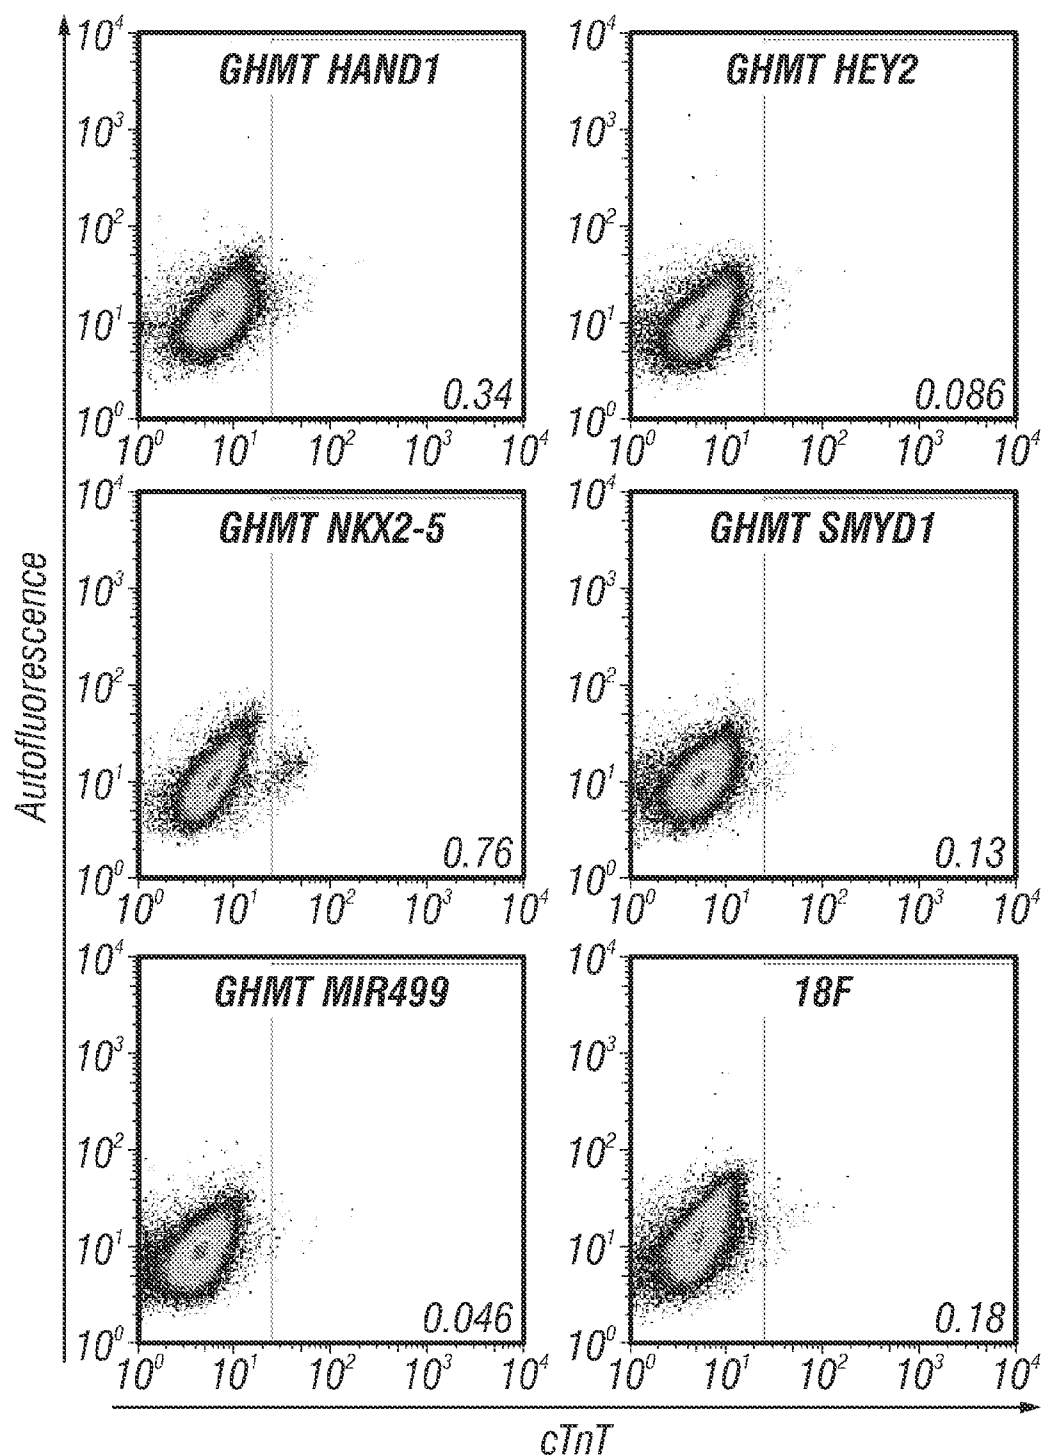 GHMT HAND1
10⁴
10³
10²
10¹
10⁰
0.34
10⁰ 10¹ 10² 10³ 10⁴
GHMT HEY2
10⁴
10³
10²
10¹
10⁰
0.086
10⁰ 10¹ 10² 10³ 10⁴
Autofluorescence
GHMT NKX2-5
10⁴
10³
10²
10¹
10⁰
0.76
10⁰ 10¹ 10² 10³ 10⁴
GHMT SMYD1
10⁴
10³
10²
10¹
10⁰
0.13
10⁰ 10¹ 10² 10³ 10⁴
GHMT MIR499
10⁴
10³
10²
10¹
10⁰
0.046
10⁰ 10¹ 10² 10³ 10⁴
18F
10⁴
10³
10²
10¹
10⁰
0.18
10⁰ 10¹ 10² 10³ 10⁴
cTnT